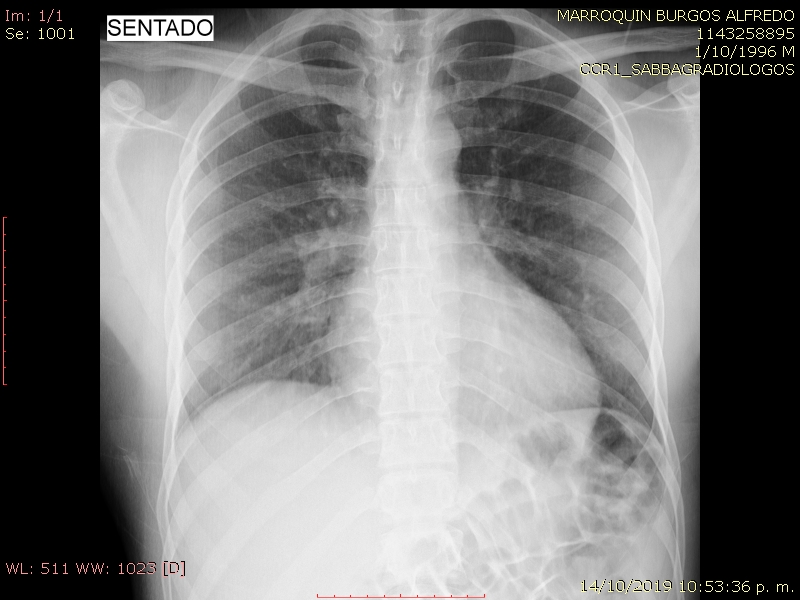 Im: 1/1
Se: 1001
SENTADO
MARROQUIN BURGOS ALFREDO
1143258895
1/10/1996 M
CCR1_SABBAGRADIOLOGOS
WL: 511 WW: 1023 [D]
14/10/2019 10:53:36 p. m.